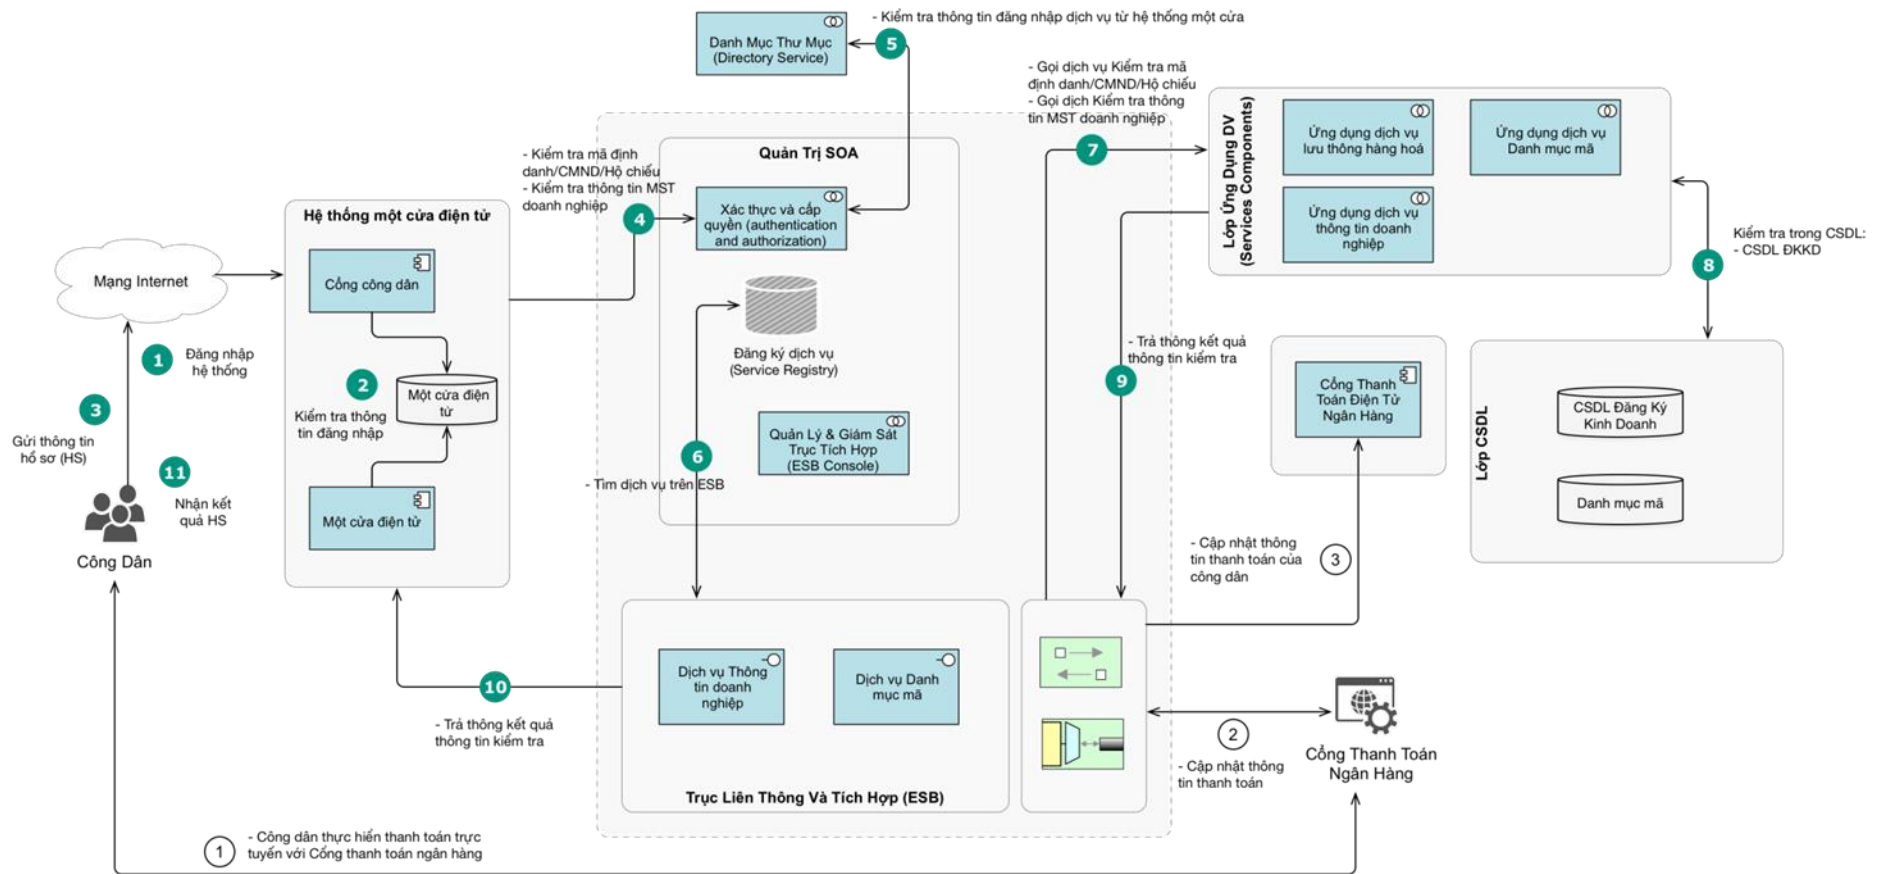 - Kiểm tra thông tin đăng nhập dịch vụ từ hệ thống một cửa
5
Danh Mục Thư Mục
(Directory Service)
- Gọi dịch vụ Kiểm tra mã
định danh/CMND/Hộ chiếu
- Gọi dịch Kiểm tra thông
tin MST doanh nghiệp
7
Lớp Ứng Dụng DV
(Services Components)
Ứng dụng dịch vụ
lưu thông hàng hoá
Ứng dụng dịch vụ
Danh mục mã
Ứng dụng dịch vụ
thông tin doanh
nghiệp
Quản Trị SOA
- Kiểm tra mã định
danh/CMND/Hộ chiếu
- Kiểm tra thông tin MST
doanh nghiệp
4
Xác thực và cấp
quyền (authentication
and authorization)
Hệ thống một cửa điện tử
Cổng công dân
Mạng Internet
Kiểm tra trong CSDL:
- CSDL ĐKKD
8
1
Đăng nhập
hệ thống
2
Kiểm tra thông
tin đăng nhập
Một cửa điện
tử
Đăng ký dịch vụ
(Service Registry)
- Trả thông kết quả
thông tin kiểm tra
9
Cổng Thanh
Toán Điện Tử
Ngân Hàng
Lớp CSDL
CSDL Đăng Ký
Kinh Doanh
Danh mục mã
3
Gửi thông tin
hồ sơ (HS)
11
Nhận kết
quả HS
Công Dân
Một cửa điện tử
6
- Tìm dịch vụ trên ESB
Quản Lý & Giám Sát
Trục Tích Hợp
(ESB Console)
- Cập nhật thông
tin thanh toán của
công dân
3
10
- Trả thông kết quả
thông tin kiểm tra
Dịch vụ Thông
tin doanh
nghiệp
Dịch vụ Danh
mục mã
Trục Liên Thông Và Tích Hợp (ESB)
2
- Cập nhật thông
tin thanh toán
Cổng Thanh Toán
Ngân Hàng
1
- Công dân thực hiển thanh toán trực
tuyến với Cổng thanh toán ngân hàng